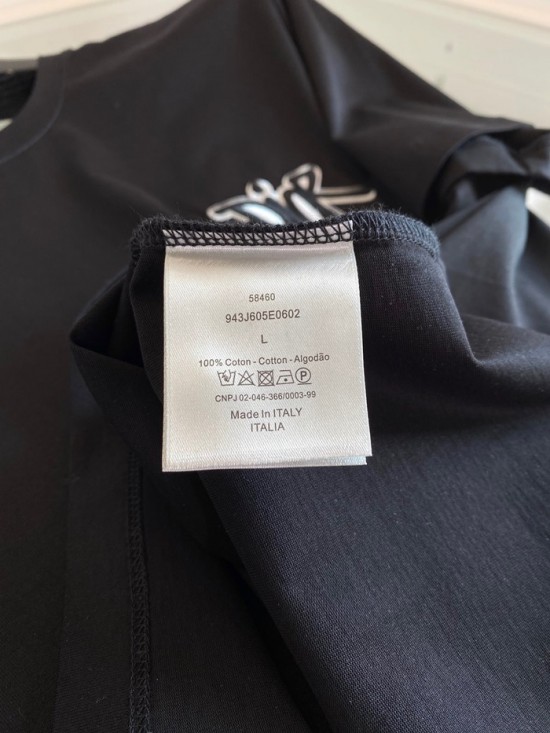 58460
943J605E0602
L
100% Coton - Cotton - Algodão
CNPJ 02-046-366/0003-99
Made In ITALY
ITALIA